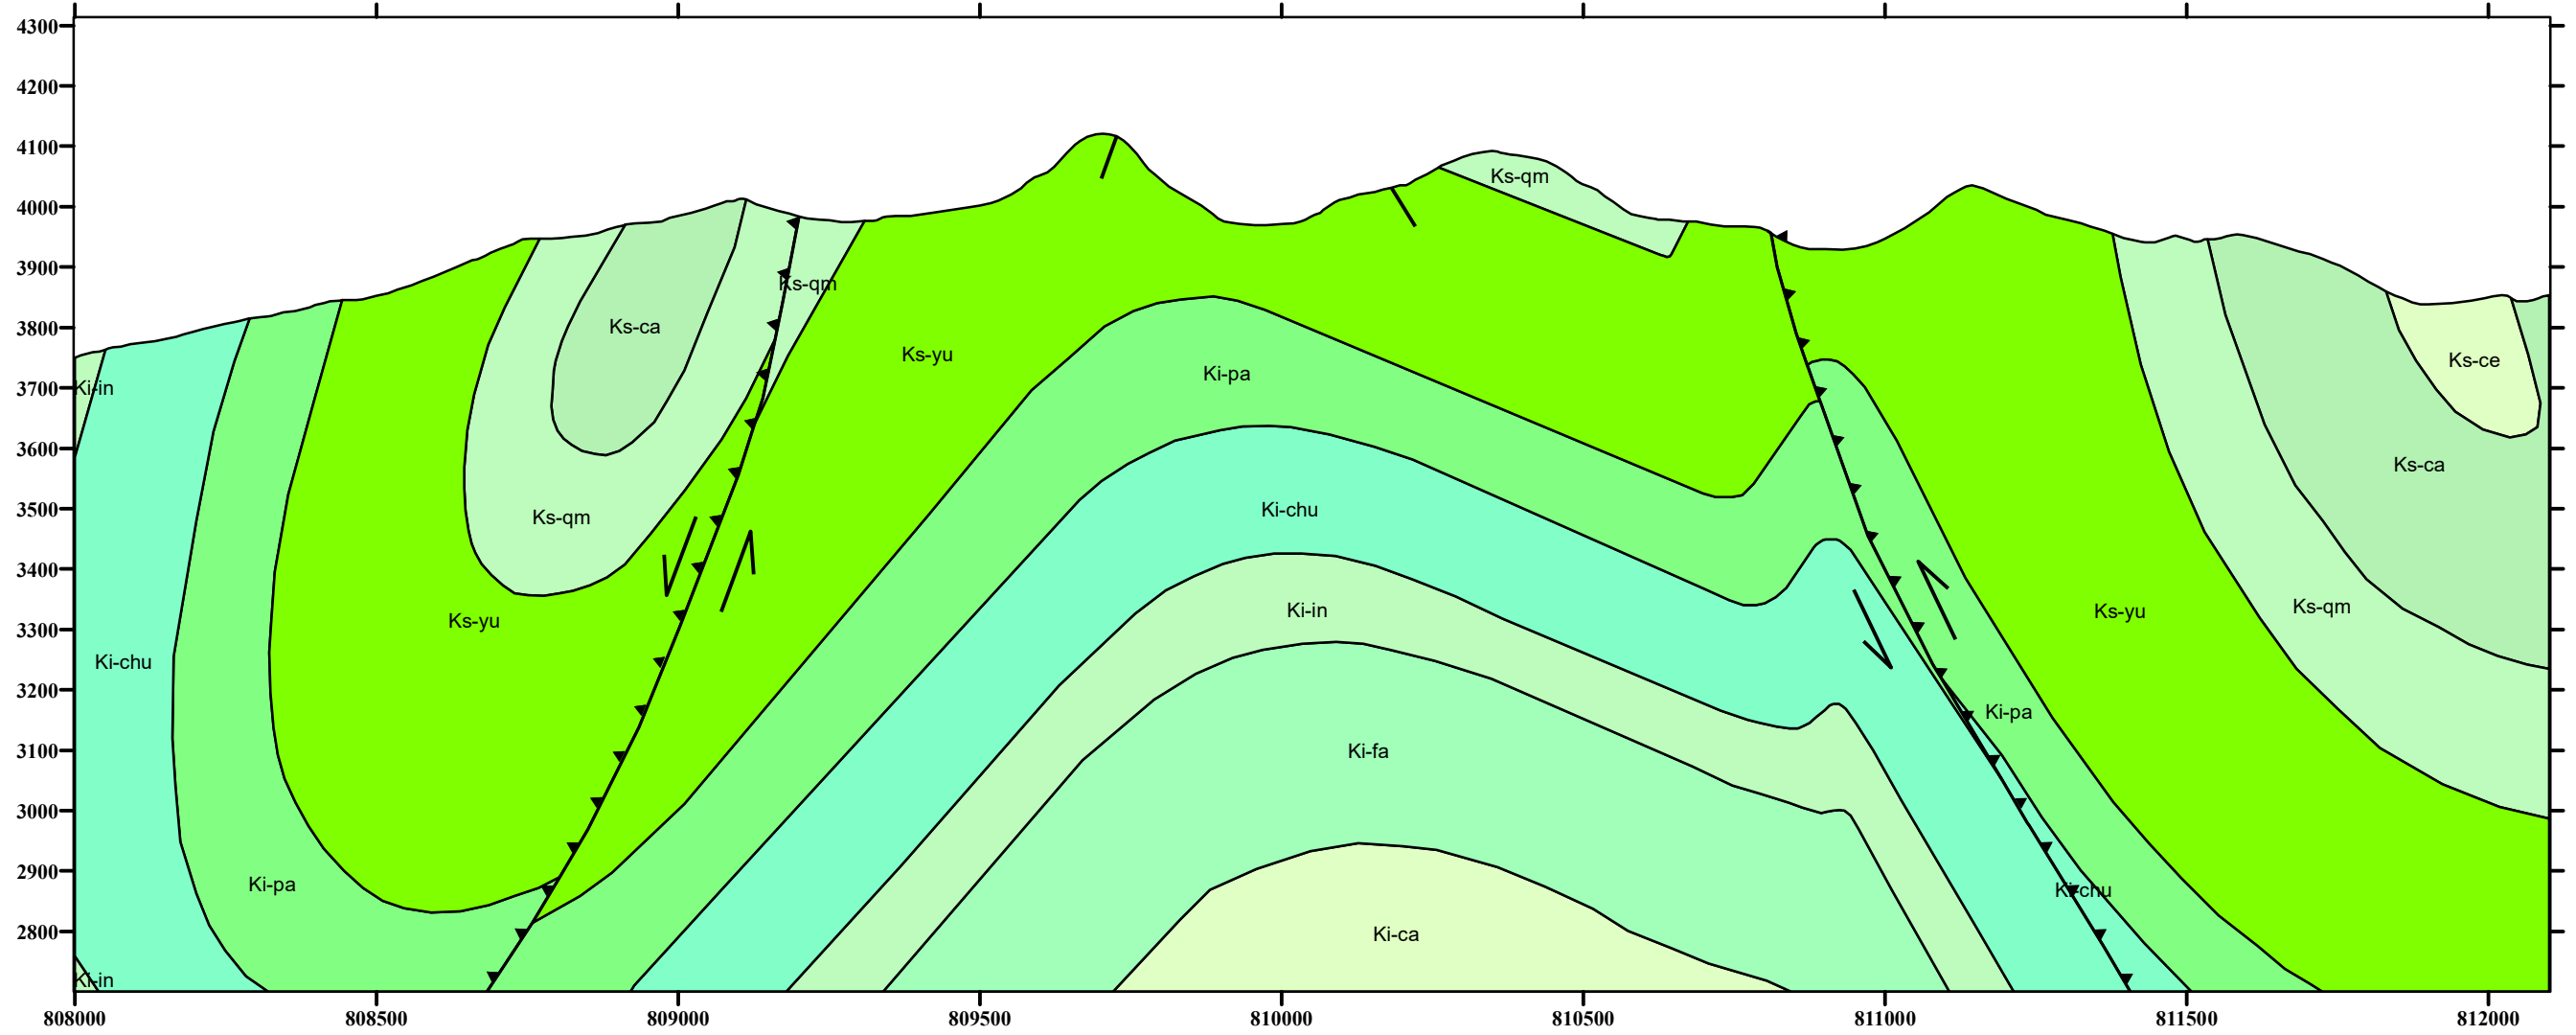 4300
4200
4100
Ks-qm
4000
3900
Ks-qm
3800
Ks-ca
Ks-yu
Ki-pa
Ks-ce
3700
Ki-in
3600
Ks-ca
3500
Ks-qm
Ki-chu
3400
Ks-yu
Ki-in
Ks-yu
Ks-qm
3300
Ki-chu
3200
Ki-pa
3100
Ki-fa
3000
2900
Ki-pa
Ki-chu
2800
Ki-ca
Ki-in
808000 808500 809000 809500 810000 810500 811000 811500 812000